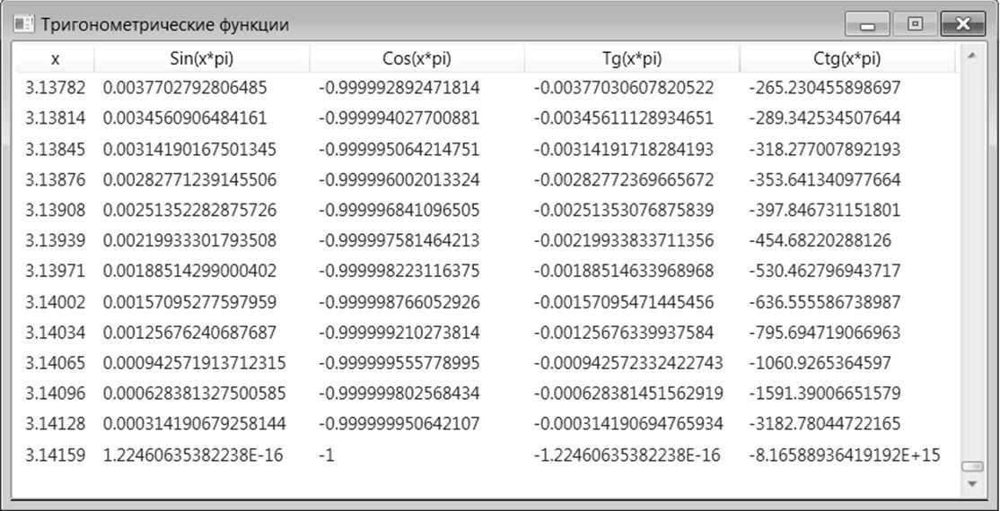 Тригонометрические функции
x Sin(x*pi) Cos(x*pi) Tg(x*pi) Ctg(x*pi)
3.13782 0.0037702792806485 -0.999992892471814 -0.00377030607820522 -265.230455898697
3.13814 0.0034560906484161 -0.999994027700881 -0.00345611128934651 -289.342534507644
3.13845 0.00314190167501345 -0.999995064214751 -0.00314191718284193 -318.277007892193
3.13876 0.00282771239145506 -0.999996002013324 -0.00282772369665672 -353.641340977664
3.13908 0.00251352282875726 -0.999996841096505 -0.00251353076875839 -397.846731151801
3.13939 0.00219933301793508 -0.999997581464213 -0.00219933833711356 -454.68220288126
3.13971 0.00188514299000402 -0.999998223116375 -0.00188514633968968 -530.462796943717
3.14002 0.00157095277597959 -0.999998766052926 -0.00157095471445456 -636.555586738987
3.14034 0.00125676240687687 -0.999999210273814 -0.00125676339937584 -795.694719066963
3.14065 0.000942571913712315 -0.999999555778995 -0.000942572332422743 -1060.9265364597
3.14096 0.000628381327500585 -0.999999802568434 -0.000628381451562919 -1591.39006651579
3.14128 0.000314190679258144 -0.999999950642107 -0.000314190694765934 -3182.78044722165
3.14159 1.22460635382238E-16 -1 -1.22460635382238E-16 -8.16588936419192E+15